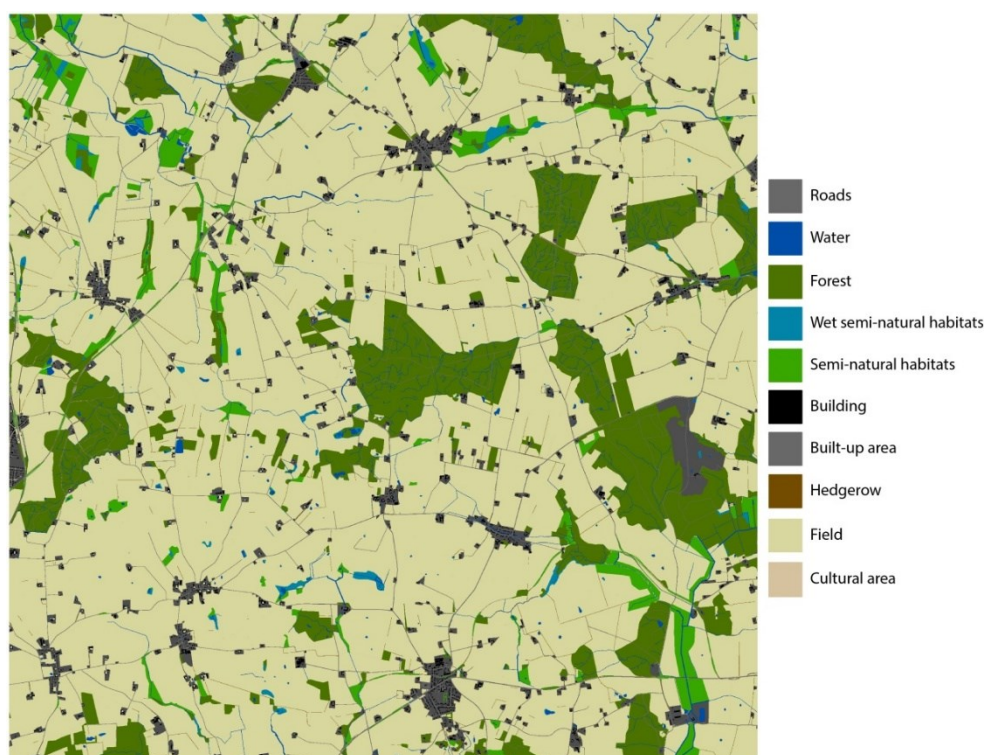 Roads
Water
Forest
Wet semi-natural habitats
Semi-natural habitats
Building
Built-up area
Hedgerow
Field
Cultural area